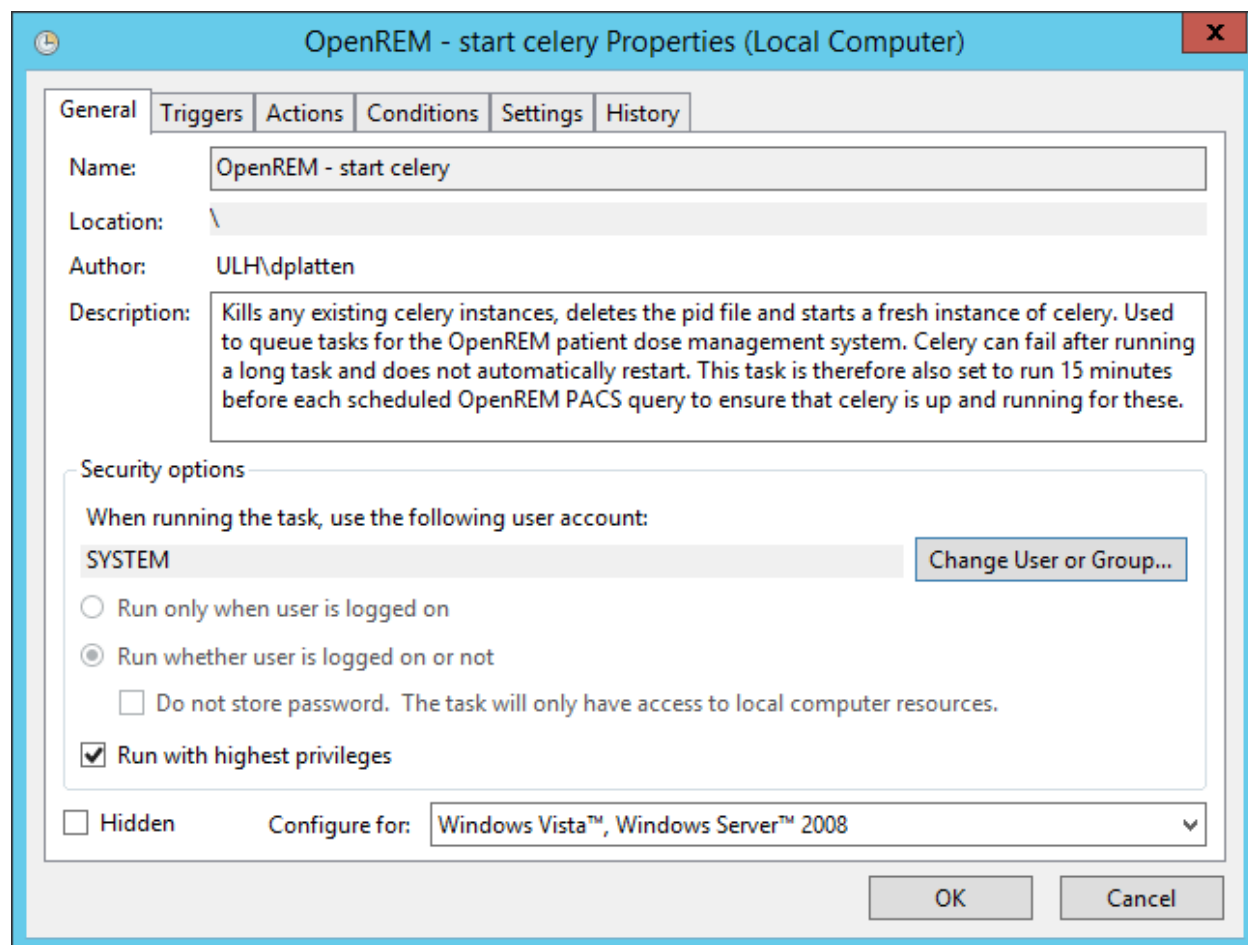 OpenREM - start celery Properties (Local Computer)
x
General Triggers Actions Conditions Settings History
Name: OpenREM - start celery
Location: \
Author: ULH\dplatten
Description: Kills any existing celery instances, deletes the pid file and starts a fresh instance of celery. Used
to queue tasks for the OpenREM patient dose management system. Celery can fail after running
a long task and does not automatically restart. This task is therefore also set to run 15 minutes
before each scheduled OpenREM PACS query to ensure that celery is up and running for these.
Security options
When running the task, use the following user account:
SYSTEM Change User or Group...
Run only when user is logged on
Run whether user is logged on or not
Do not store password. The task will only have access to local computer resources.
Run with highest privileges
Hidden Configure for: Windows Vista™, Windows Server™ 2008
OK Cancel